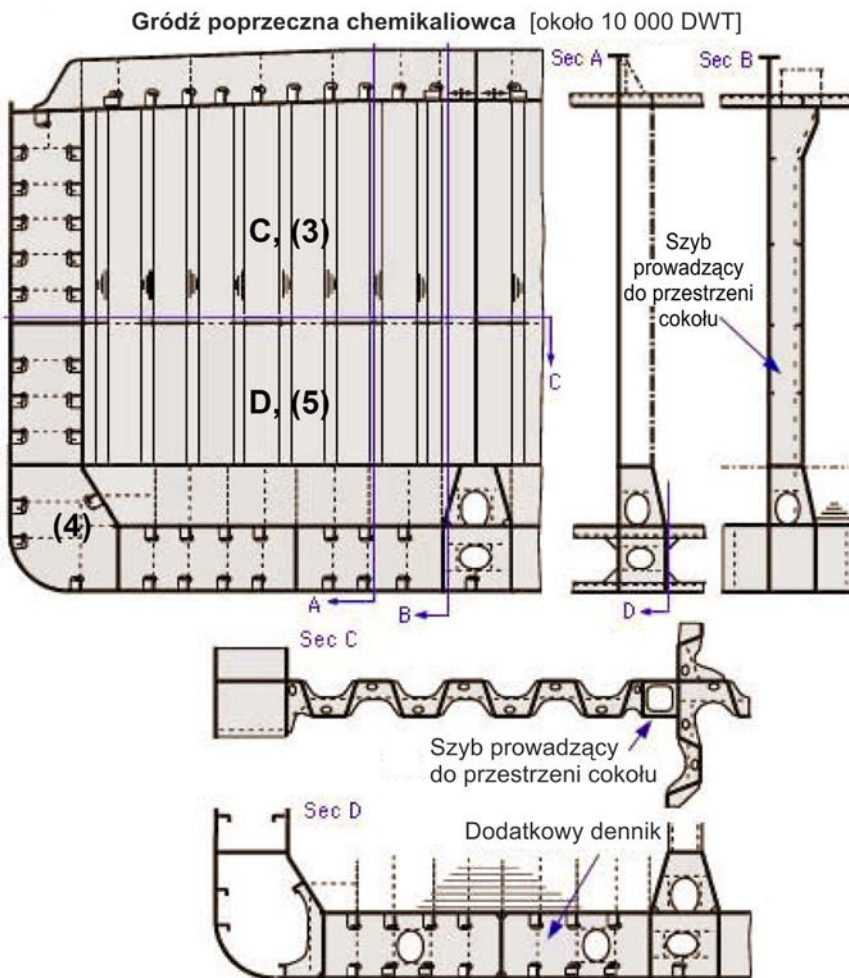 Gródź poprzeczna chemikaliowca [około 10 000 DWT]
Sec A
Sec B
C, (3)
Szyb
prowadzący
do przestrzeni
cokołu
C
D, (5)
(4)
A
B
D
Sec C
Szyb prowadzący
do przestrzeni cokołu
Sec D
Dodatkowy dennik